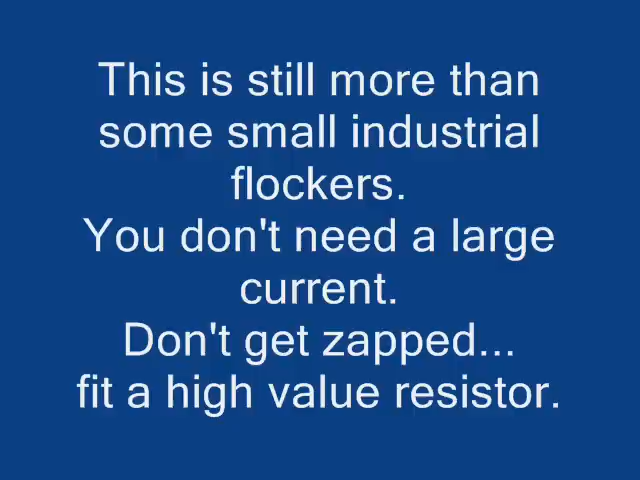 This is still more than
some small industrial
flockers.
You don't need a large
current.
Don't get zapped...
fit a high value resistor.